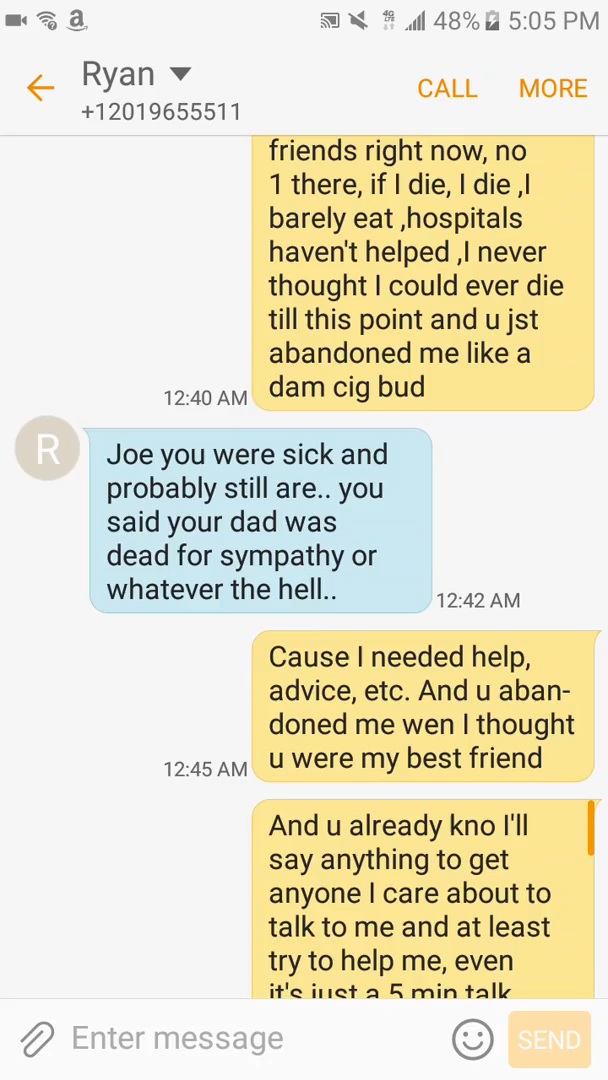 48% 5:05 PM
Ryan
CALL MORE
+12019655511
friends right now, no
1 there, if I die, I die ,I
barely eat ,hospitals
haven't helped ,I never
thought I could ever die
till this point and u jst
abandoned me like a
dam cig bud
12:40 AM
R
Joe you were sick and
probably still are.. you
said your dad was
dead for sympathy or
whatever the hell..
12:42 AM
Cause I needed help,
advice, etc. And u aban-
doned me wen I thought
u were my best friend
12:45 AM
And u already kno I'll
say anything to get
anyone I care about to
talk to me and at least
try to help me, even
it's just a 5 min talk
Enter message
SEND